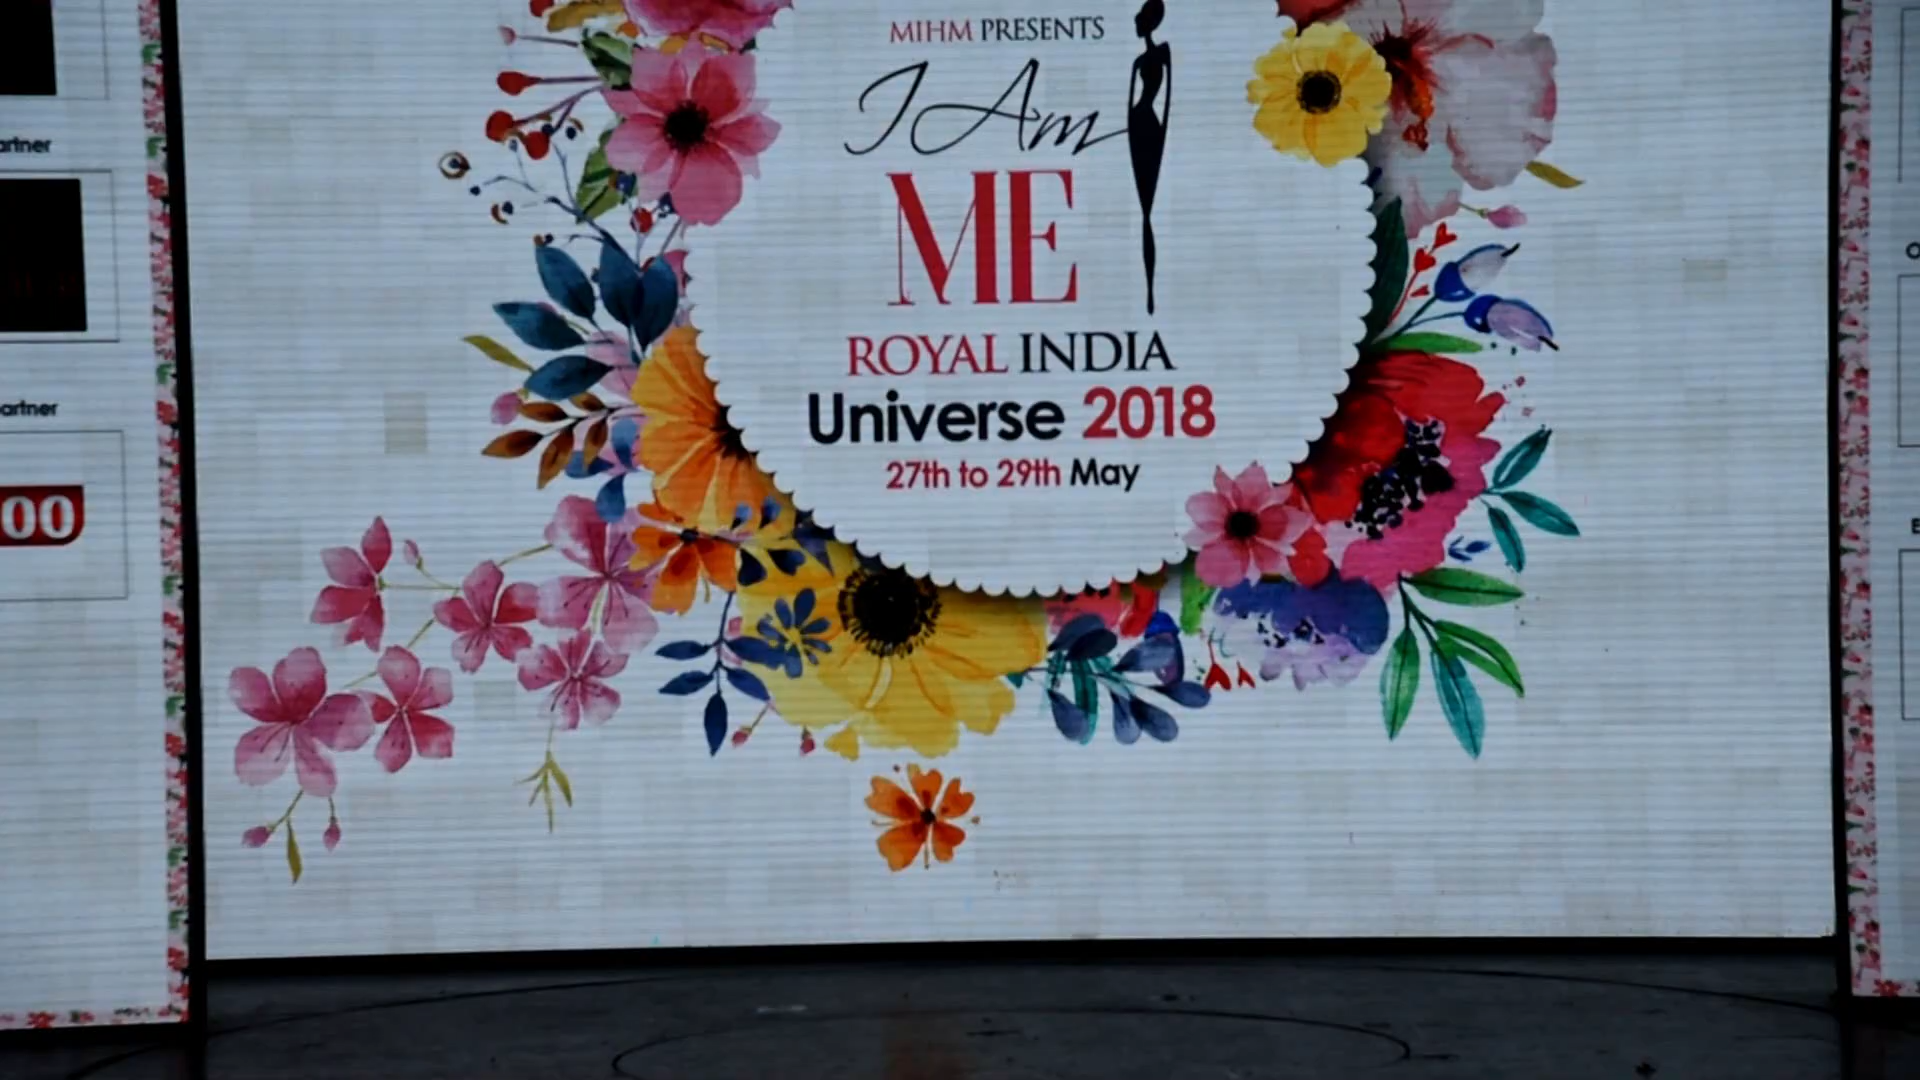 MIHM PRESENTS
I Am
ME
ROYAL INDIA
Universe 2018
27th to 29th May
artner
artner
00